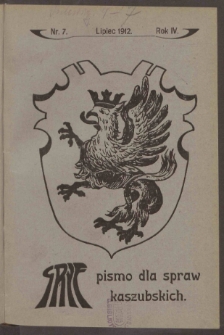 Nr. 7. Lipiec 1912. Rok IV.
GRYF
pismo dla spraw
kaszubskich.